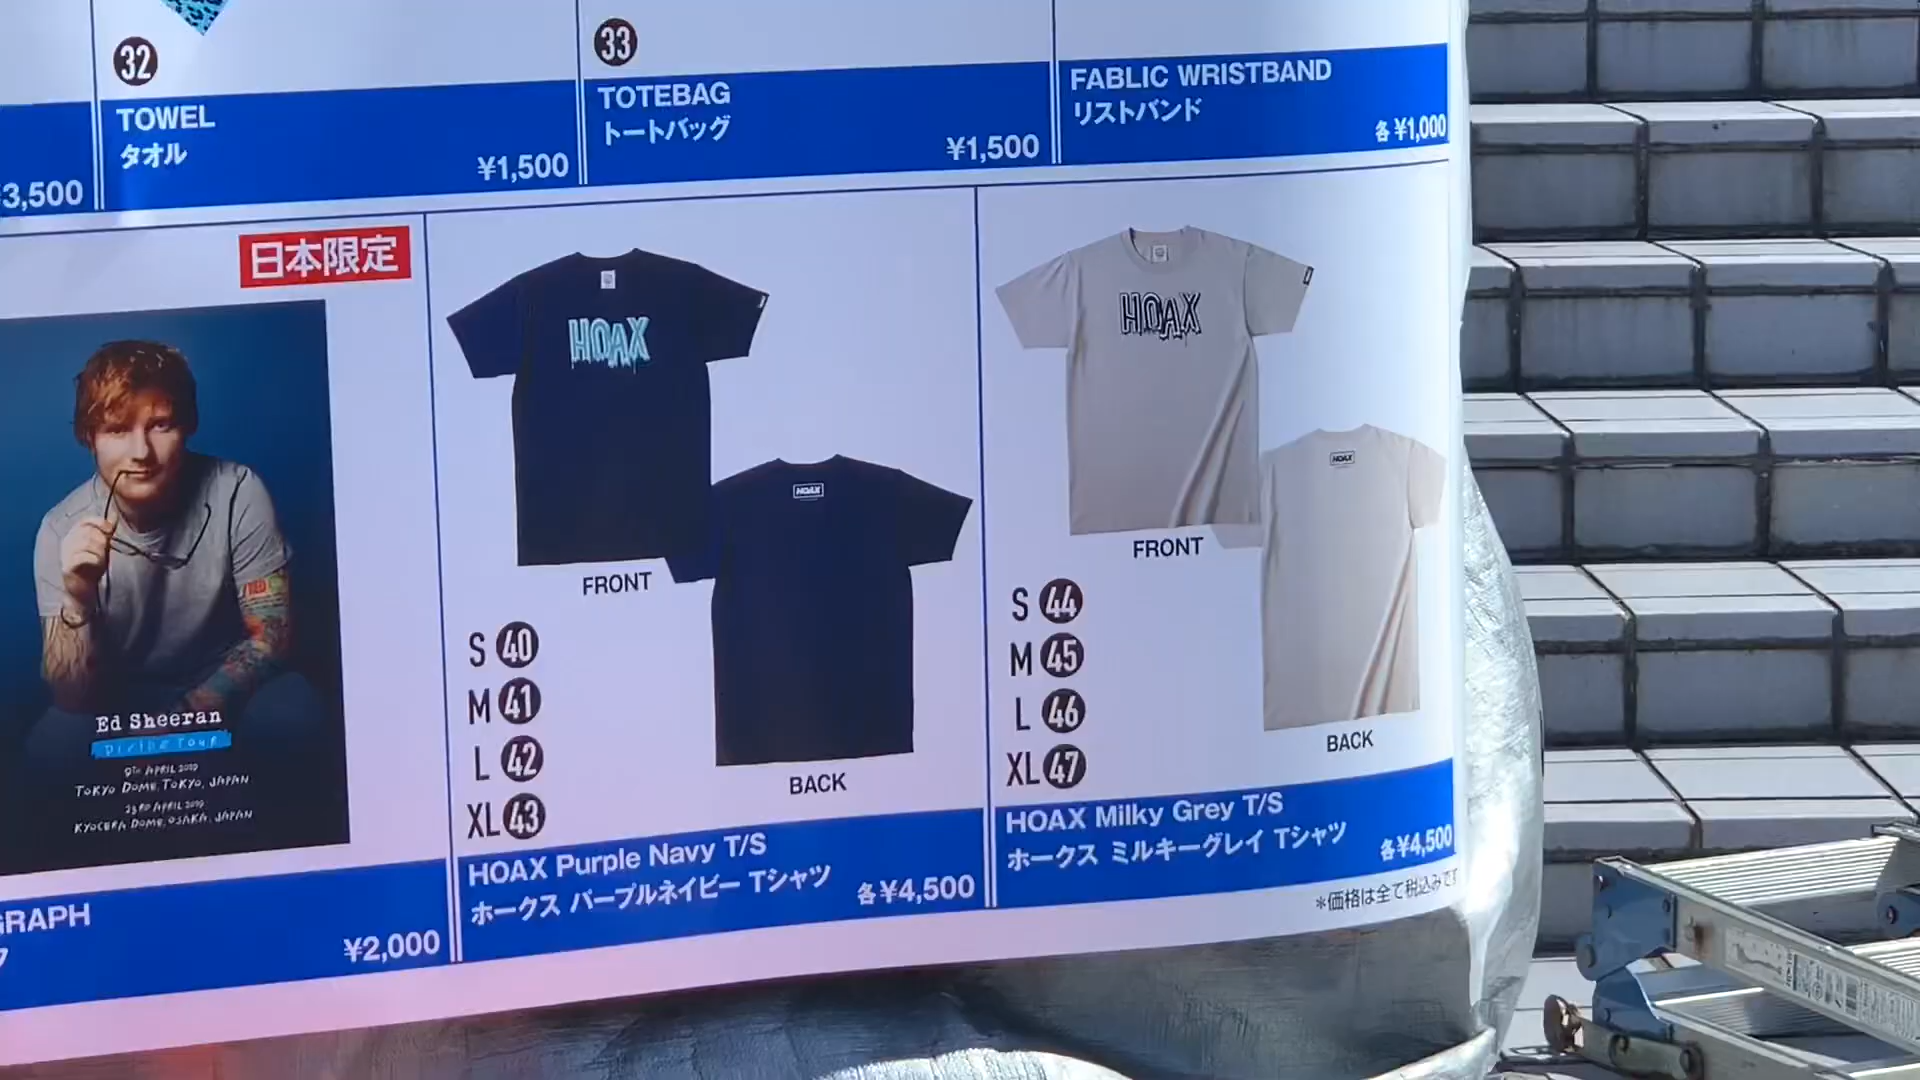 32
TOWEL
タオル
¥1,500
33
TOTEBAG
トートバッグ
¥1,500
FABLIC WRISTBAND
リストバンド
各¥1,000
¥3,500
日本限定
Ed Sheeran
Divide Tour
9TH APRIL 2019
TOKYO DOME, TOKYO, JAPAN
23RD APRIL 2019
KYOCERA DOME, OSAKA, JAPAN
GRAPH
¥2,000
HOAX
HOAX
FRONT
BACK
S 40
M 41
L 42
XL 43
HOAX Purple Navy T/S
ホークス パープルネイビー Tシャツ
各¥4,500
HOAX
HOAX
FRONT
BACK
S 44
M 45
L 46
XL 47
HOAX Milky Grey T/S
ホークス ミルキーグレイ Tシャツ
各¥4,500
*価格は全て税込みです